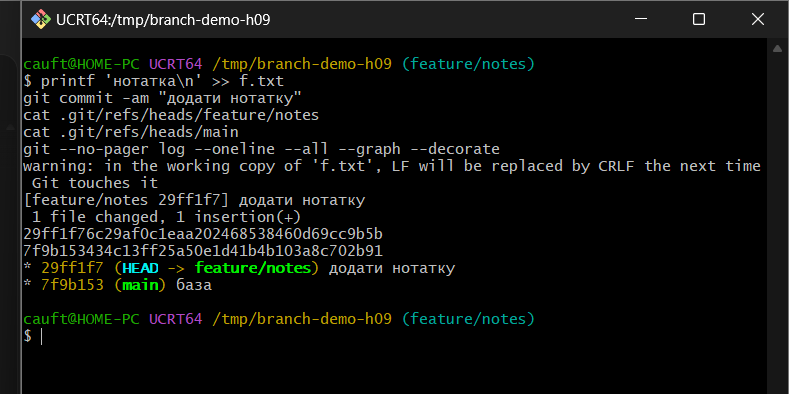 UCRT64:/tmp/branch-demo-h09
cauft@HOME-PC UCRT64 /tmp/branch-demo-h09 (feature/notes)
$ printf 'нотатка\n' >> f.txt
git commit -am "додати нотатку"
cat .git/refs/heads/feature/notes
cat .git/refs/heads/main
git --no-pager log --oneline --all --graph --decorate
warning: in the working copy of 'f.txt', LF will be replaced by CRLF the next time
 Git touches it
[feature/notes 29ff1f7] додати нотатку
 1 file changed, 1 insertion(+)
29ff1f76c29af0c1eaa202468538460d69cc9b5b
7f9b153434c13ff25a50e1d41b4b103a8c702b91
* 29ff1f7 (HEAD -> feature/notes) додати нотатку
* 7f9b153 (main) база
cauft@HOME-PC UCRT64 /tmp/branch-demo-h09 (feature/notes)
$